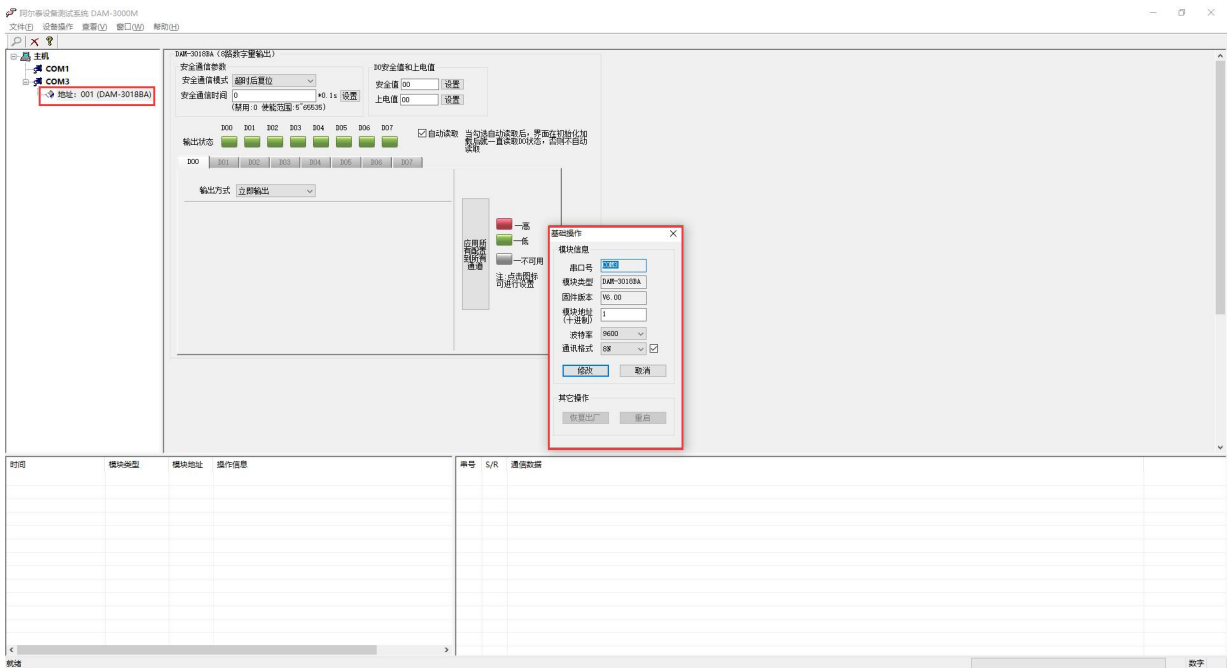 阿尔泰设备测试系统 DAM-3000M
文件(F) 设备操作 查看(V) 窗口(W) 帮助(H)
主机
COM1
COM3
地址: 001 (DAM-3018BA)
DAM-3018BA (8路数字量输出)
安全通信参数
安全通信模式 超时后复位
安全通信时间 0 *0.1s 设置
(禁用:0 使能范围:5~65535)
DO安全值和上电值
安全值 00 设置
上电值 00 设置
DO0 DO1 DO2 DO3 DO4 DO5 DO6 DO7
输出状态
自动读取
当勾选自动读取后，界面在初始化加
载后就一直读取DO状态，否则不自动
读取
DO0 DO1 DO2 DO3 DO4 DO5 DO6 DO7
输出方式 立即输出
应用所
有配置
到所有
通道
—高
—低
—不可用
注:点击图标
可进行设置
基础操作
模块信息
串口号 COM3
模块类型 DAM-3018BA
固件版本 V6.00
模块地址
(十进制) 1
波特率 9600
通讯格式 8N
修改 取消
其它操作
恢复出厂 重启
时间 模块类型 模块地址 操作信息
串号 S/R 通信数据
就绪
数字